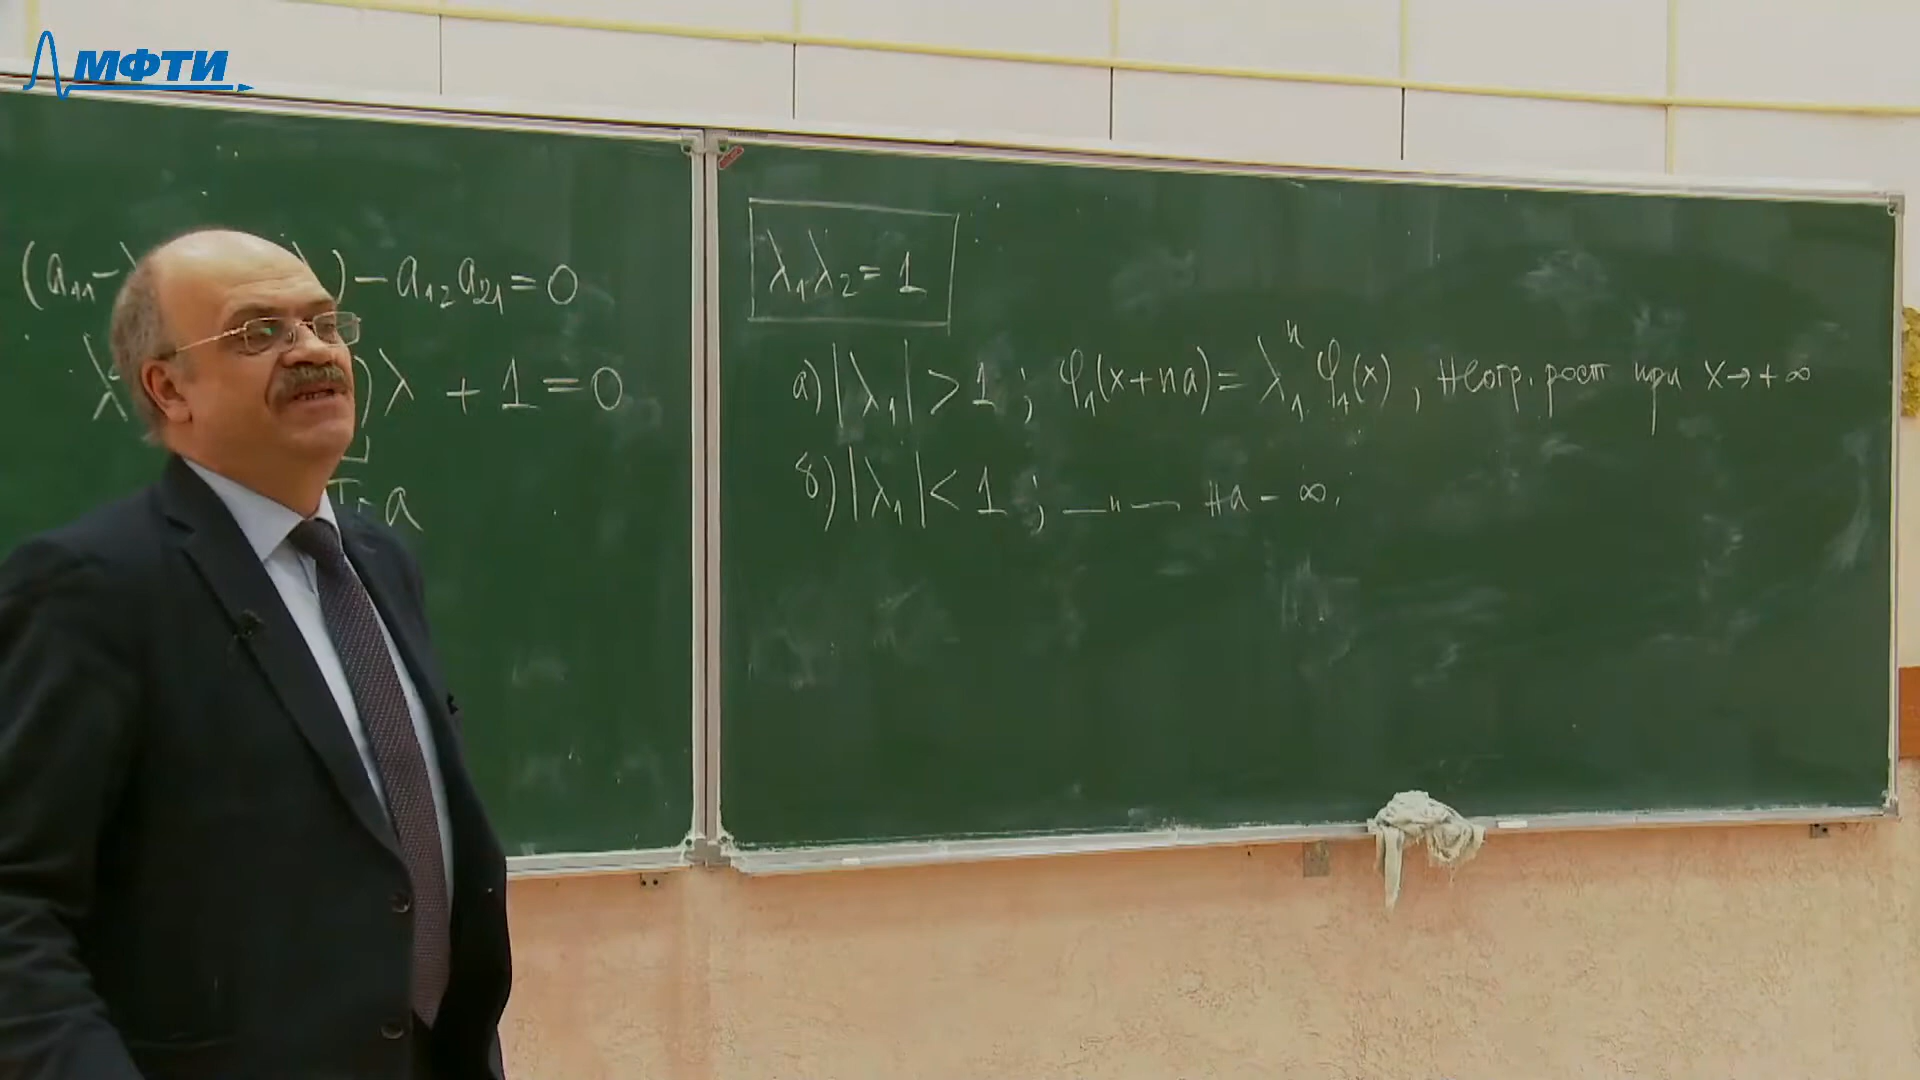 МФТИ
(a₁₁-λ λ) - a₁₂a₂₁ = 0
λ )λ + 1 = 0
T-a
λ₁λ₂ = 1
а) |λ₁| > 1 ; φ₁(x+na) = λ₁ⁿ φ₁(x) , неогр. рост при x→+∞
б) |λ₁| < 1 ; —"— на -∞.